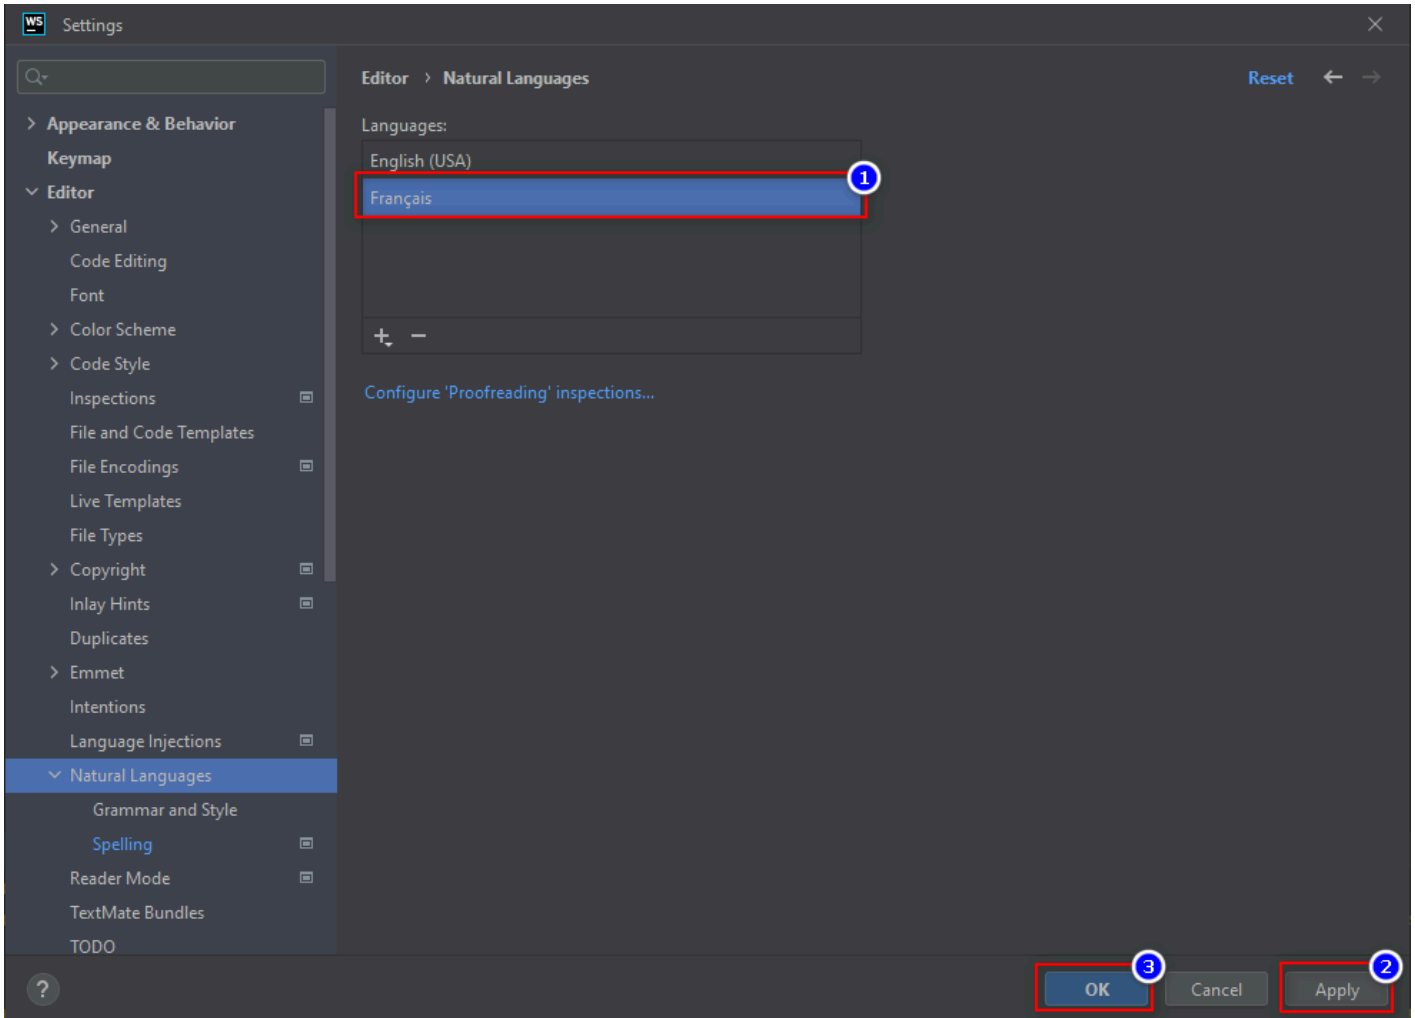 WS Settings
Editor › Natural Languages
Reset
Appearance & Behavior
Keymap
Editor
General
Code Editing
Font
Color Scheme
Code Style
Inspections
File and Code Templates
File Encodings
Live Templates
File Types
Copyright
Inlay Hints
Duplicates
Emmet
Intentions
Language Injections
Natural Languages
Grammar and Style
Spelling
Reader Mode
TextMate Bundles
TODO
Languages:
English (USA)
1
Français
Configure 'Proofreading' inspections...
?
3
OK
Cancel
2
Apply